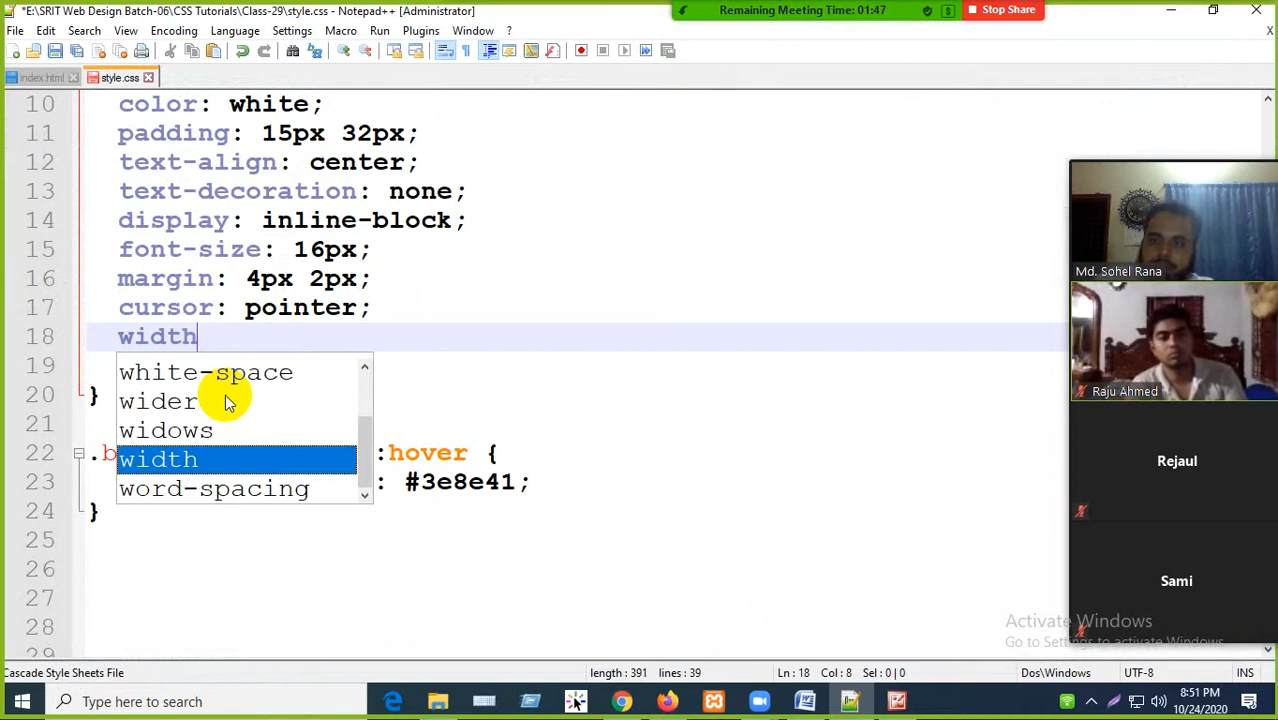 *E:\SRIT Web Design Batch-06\CSS Tutorials\Class-29\style.css - Notepad++ [Administrator]
Remaining Meeting Time: 01:47
Stop Share
File Edit Search View Encoding Language Settings Macro Run Plugins Window ?
X
index.html style.css
10 color: white;
11 padding: 15px 32px;
12 text-align: center;
13 text-decoration: none;
14 display: inline-block;
15 font-size: 16px;
16 margin: 4px 2px;
17 cursor: pointer;
18 width
19
20 }
21
22 .b :hover {
23 : #3e8e41;
24 }
25
26
27
28
29
white-space
wider
widows
width
word-spacing
Md. Sohel Rana
Raju Ahmed
Rejaul
Sami
Activate Windows
Go to Settings to activate Windows.
Cascade Style Sheets File length : 391 lines : 39 Ln : 18 Col : 8 Sel : 0 | 0 Dos\Windows UTF-8 INS
Type here to search
8:51 PM
10/24/2020